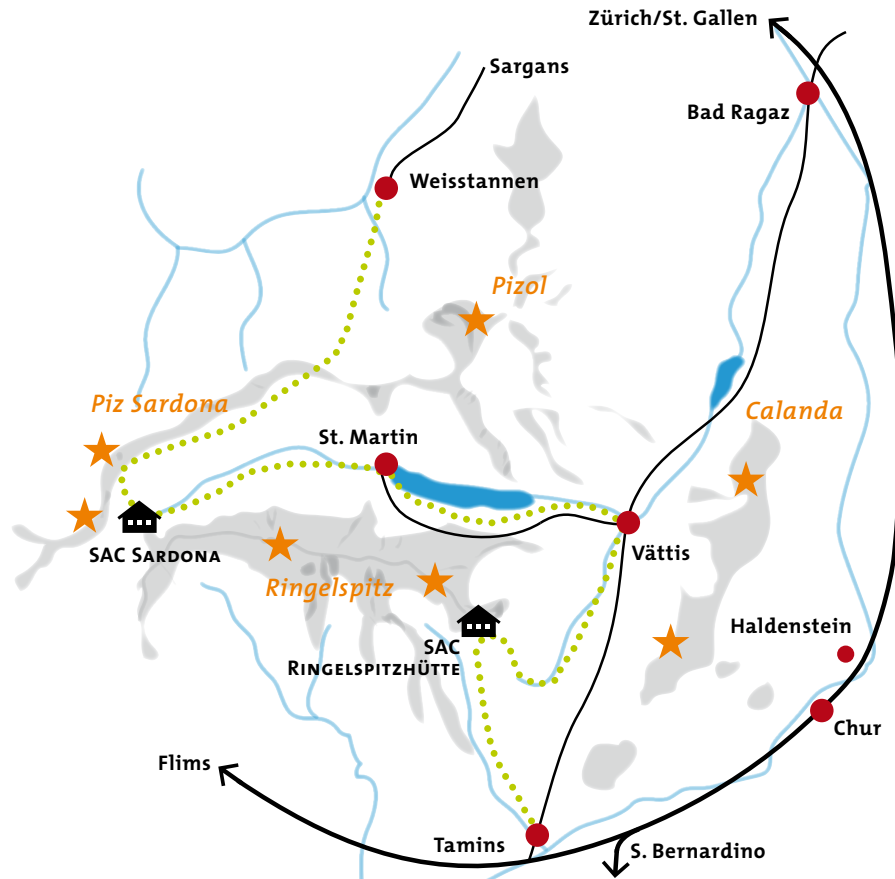 Zürich/St. Gallen
Sargans
Bad Ragaz
Weisstannen
Pizol
Piz Sardona
Calanda
St. Martin
SAC SARDONA
Vättis
Ringelspitz
Haldenstein
SAC
RINGELSPITZHÜTTE
Chur
Flims
Tamins
S. Bernardino